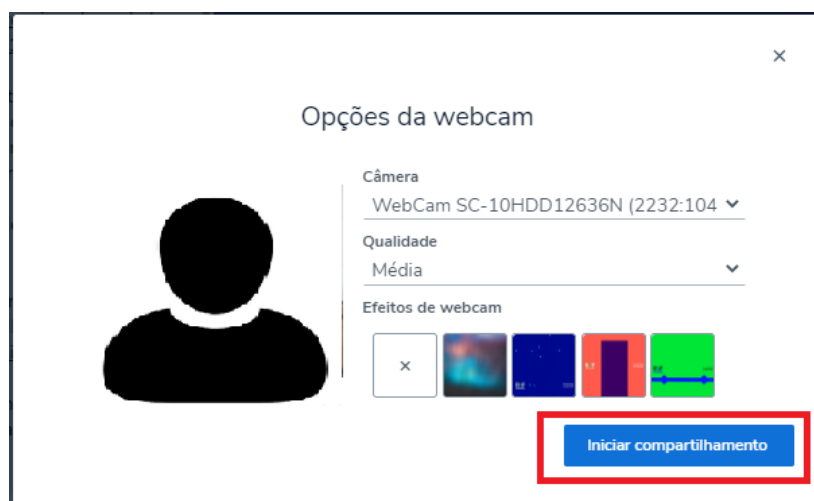 Opções da webcam
Câmera
WebCam SC-10HDD12636N (2232:104
Qualidade
Média
Efeitos de webcam
Iniciar compartilhamento